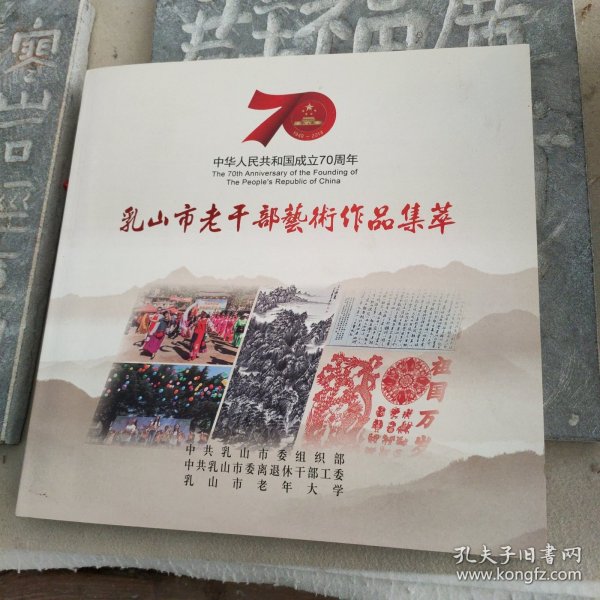 70
1949-2019
中华人民共和国成立70周年
The 70th Anniversary of the Founding of
The People's Republic of China
乳山市老干部藝術作品集萃
祖国万岁
中共乳山市委组织部
中共乳山市委离退休干部工委
乳山市老年大学
孔夫子旧书网
www.kongfz.com